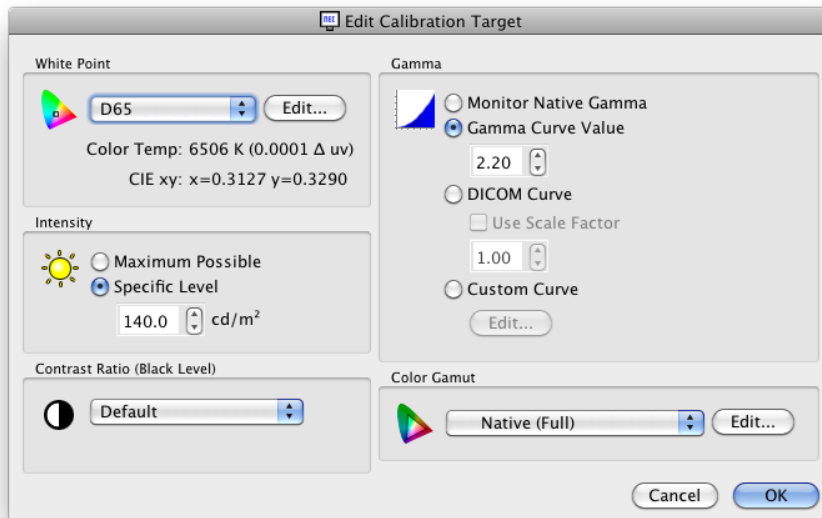 NEC Edit Calibration Target
White Point
D65
Edit...
Color Temp: 6506 K (0.0001 Δ uv)
CIE xy: x=0.3127 y=0.3290
Intensity
Maximum Possible
Specific Level
140.0 cd/m²
Contrast Ratio (Black Level)
Default
Gamma
Monitor Native Gamma
Gamma Curve Value
2.20
DICOM Curve
Use Scale Factor
1.00
Custom Curve
Edit...
Color Gamut
Native (Full)
Edit...
Cancel
OK